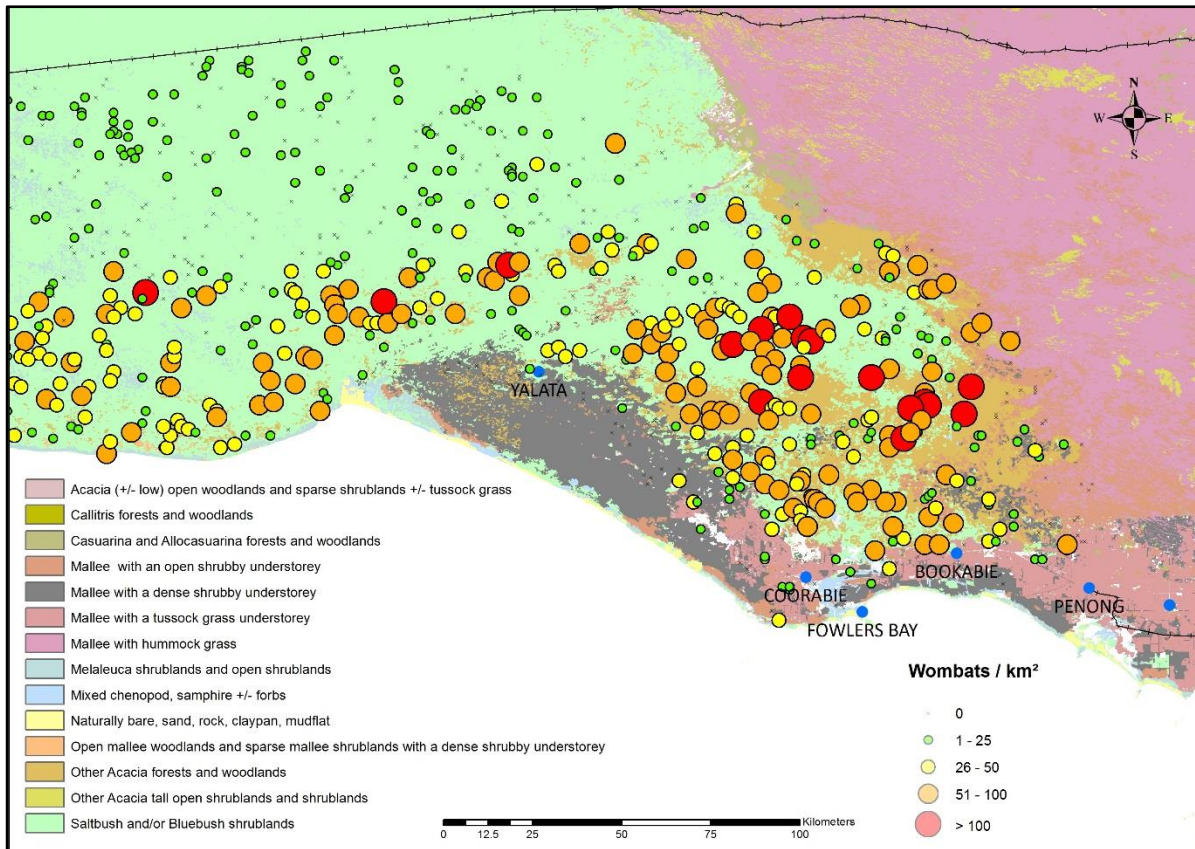 N
W E
S
YALATA
COORABIE
BOOKABIE
FOWLERS BAY
PENONG
Acacia (+/- low) open woodlands and sparse shrublands +/- tussock grass
Callitris forests and woodlands
Casuarina and Allocasuarina forests and woodlands
Mallee with an open shrubby understorey
Mallee with a dense shrubby understorey
Mallee with a tussock grass understorey
Mallee with hummock grass
Melaleuca shrublands and open shrublands
Mixed chenopod, samphire +/- forbs
Naturally bare, sand, rock, claypan, mudflat
Open mallee woodlands and sparse mallee shrublands with a dense shrubby understorey
Other Acacia forests and woodlands
Other Acacia tall open shrublands and shrublands
Saltbush and/or Bluebush shrublands
Kilometers
0 12.5 25 50 75 100
Wombats / km²
0
1 - 25
26 - 50
51 - 100
> 100